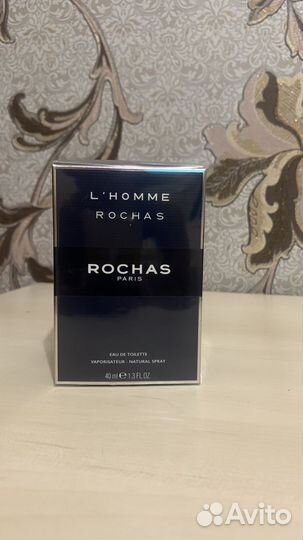 L'HOMME
ROCHAS
ROCHAS
PARIS
EAU DE TOILETTE
VAPORISATEUR . NATURAL SPRAY
40 ml ℮ 1.3 FL.OZ.
Avito